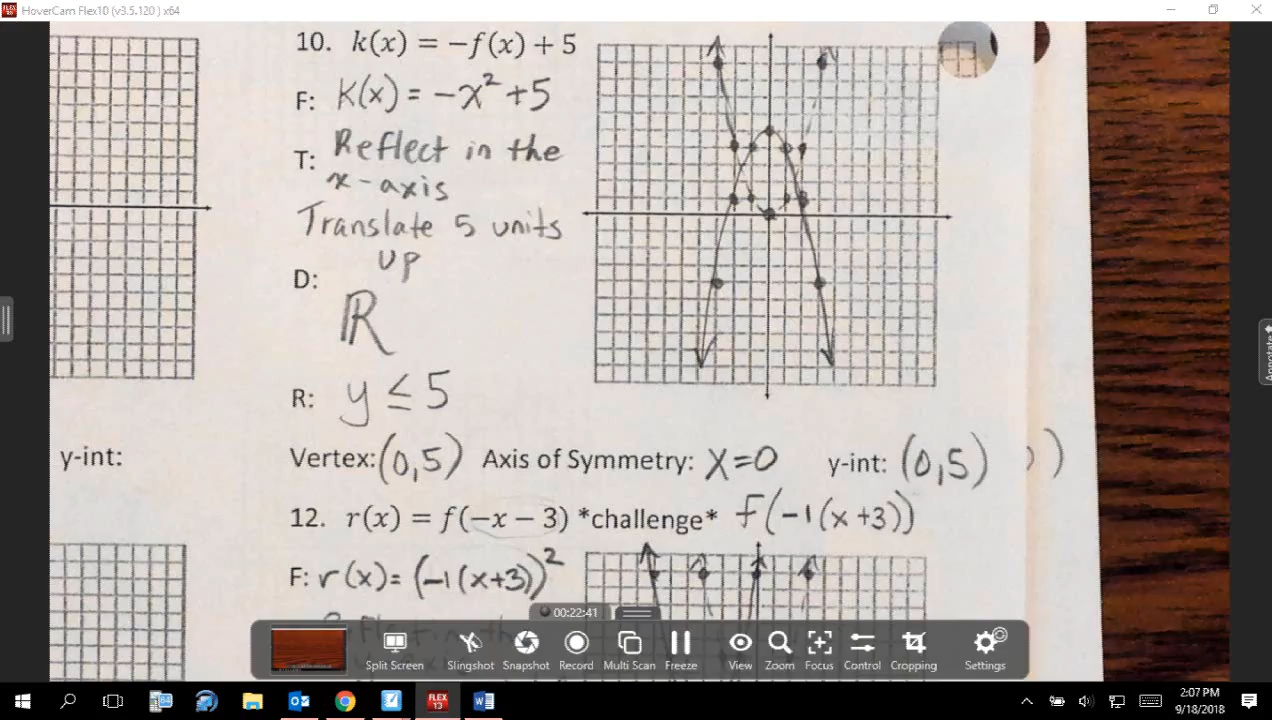 HoverCam Flex10 (v3.5.120 ) x64
10. k(x) = −f(x) + 5
F: K(x) = -x² +5
T: Reflect in the
x-axis
Translate 5 units
up
D:
ℝ
R: y ≤ 5
y-int:
Vertex: (0,5) Axis of Symmetry: x=0 y-int: (0,5)
)
12. r(x) = f(−x − 3) *challenge* f(-1(x+3))
F: r(x)= (-1(x+3))²
00:22:41
Split Screen Slingshot Snapshot Record Multi Scan Freeze View Zoom Focus Control Cropping Settings
Annotate
FLEX
13
2:07 PM
9/18/2018